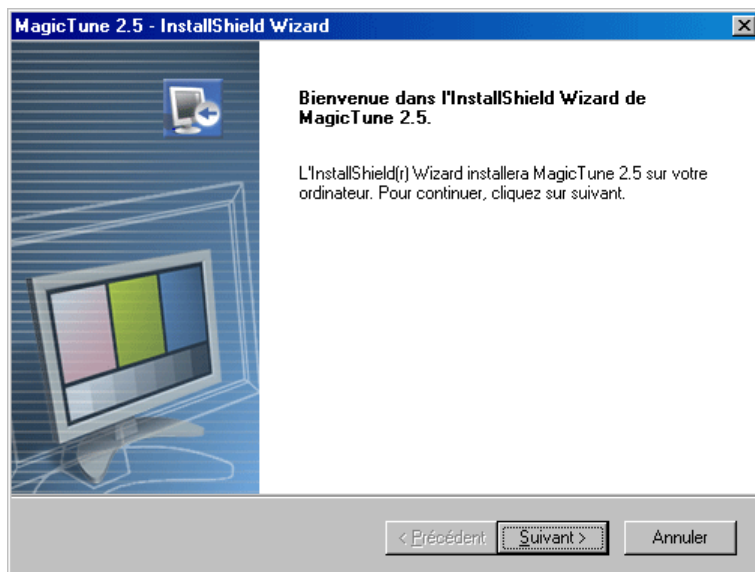 MagicTune 2.5 - InstallShield Wizard
Bienvenue dans l'InstallShield Wizard de
MagicTune 2.5.
L'InstallShield(r) Wizard installera MagicTune 2.5 sur votre
ordinateur. Pour continuer, cliquez sur suivant.
< Précédent
Suivant >
Annuler